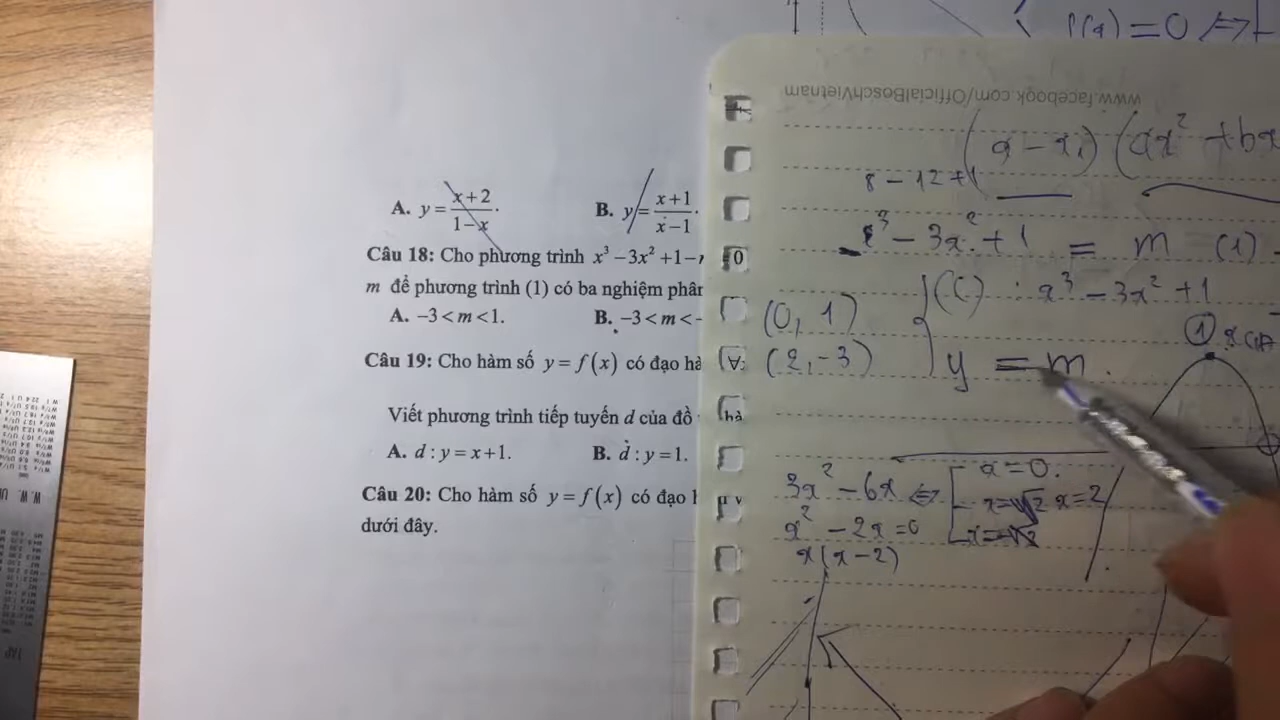 A. y = x+2 / 1−x .
B. y = x+1 / x−1 .
Câu 18: Cho phương trình x³ − 3x² + 1 −
m để phương trình (1) có ba nghiệm phân
A. −3 < m < 1.
B. −3 < m < −
Câu 19: Cho hàm số y = f(x) có đạo hà
Viết phương trình tiếp tuyến d của đồ
A. d : y = x+1.
B. d : y = 1.
Câu 20: Cho hàm số y = f(x) có đạo h
dưới đây.
f(x) = 0 <=>
www.facebook.com/OfficialBoschVietnam
(x − x₁) (ax² + bx
8 − 12 + 1
x³ − 3x² + 1 = m (1)
(C) : x³ − 3x² + 1
(0, 1)
(2, −3)
y = m .
1
3x² − 6x <=> x = 0.
x = √2 x = 2
x² − 2x = 0
x = −√2
x(x − 2)